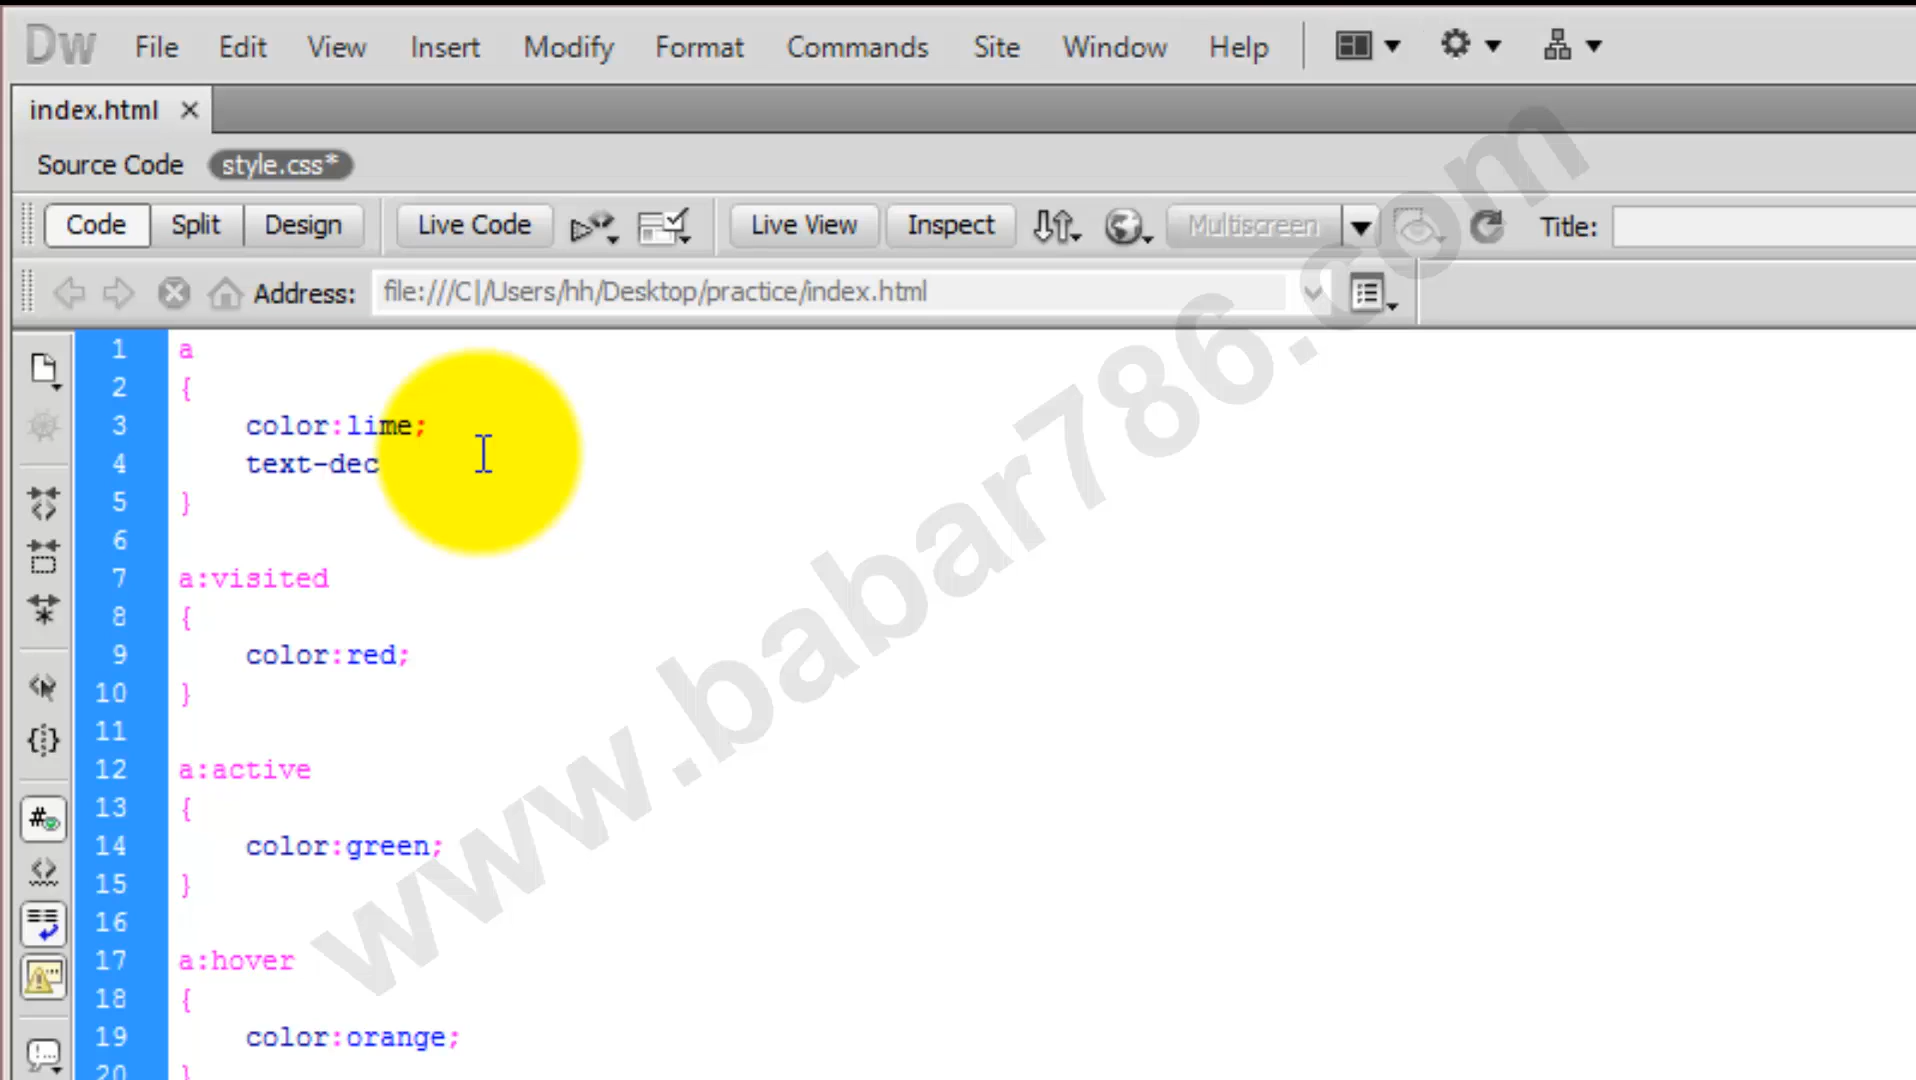 Dw File Edit View Insert Modify Format Commands Site Window Help
index.html
Source Code style.css*
Code Split Design Live Code Live View Inspect Multiscreen Title:
Address: file:///C|/Users/hh/Desktop/practice/index.html
1 a
2 {
3 color:lime;
4 text-dec
5 }
6
7 a:visited
8 {
9 color:red;
10 }
11
12 a:active
13 {
14 color:green;
15 }
16
17 a:hover
18 {
19 color:orange;
20 }
www.babar786.com